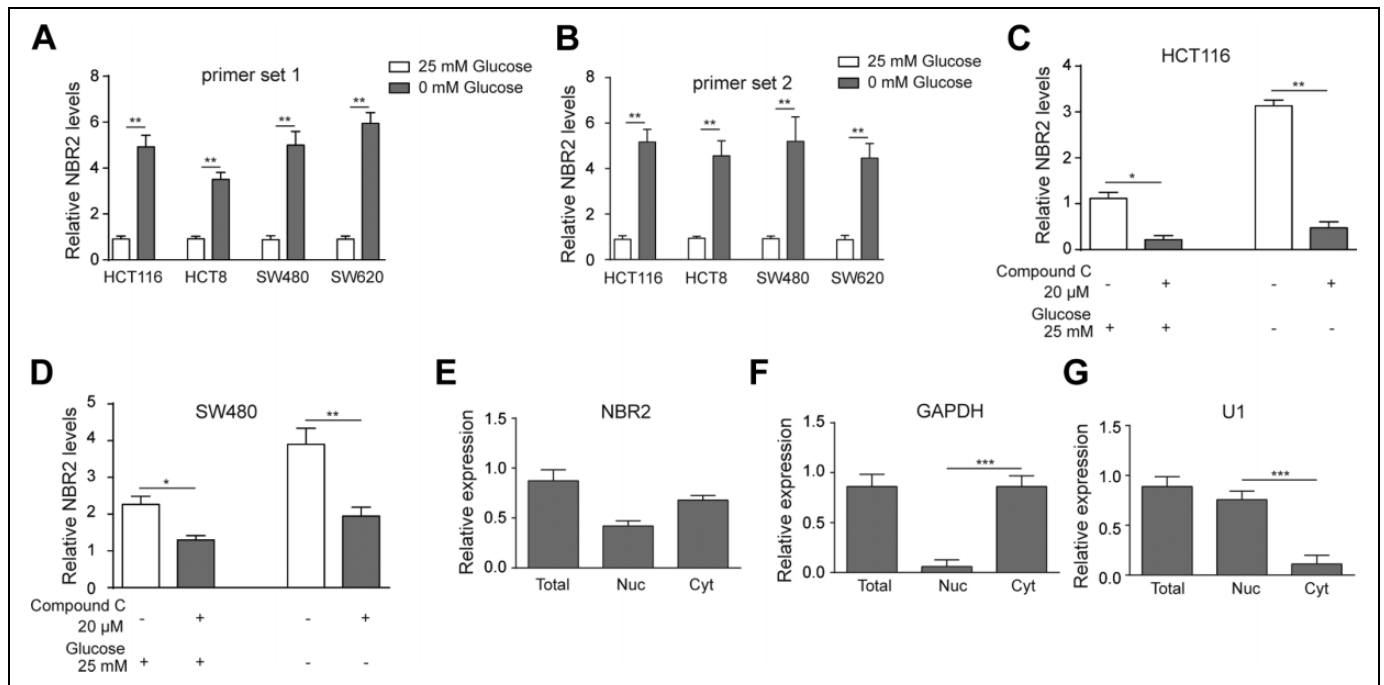 A
primer set 1
25 mM Glucose
0 mM Glucose
Relative NBR2 levels
8
6
4
2
0
** ** ** **
HCT116 HCT8 SW480 SW620
B
primer set 2
25 mM Glucose
0 mM Glucose
Relative NBR2 levels
8
6
4
2
0
** ** ** **
HCT116 HCT8 SW480 SW620
C
HCT116
Relative NBR2 levels
4
3
2
1
0
* **
Compound C
20 µM - + - +
Glucose
25 mM + + - -
D
SW480
Relative NBR2 levels
5
4
3
2
1
0
* **
Compound C
20 µM - + - +
Glucose
25 mM + + - -
E
NBR2
Relative expression
1.5
1.0
0.5
0.0
Total Nuc Cyt
F
GAPDH
Relative expression
1.5
1.0
0.5
0.0
***
Total Nuc Cyt
G
U1
Relative expression
1.5
1.0
0.5
0.0
***
Total Nuc Cyt